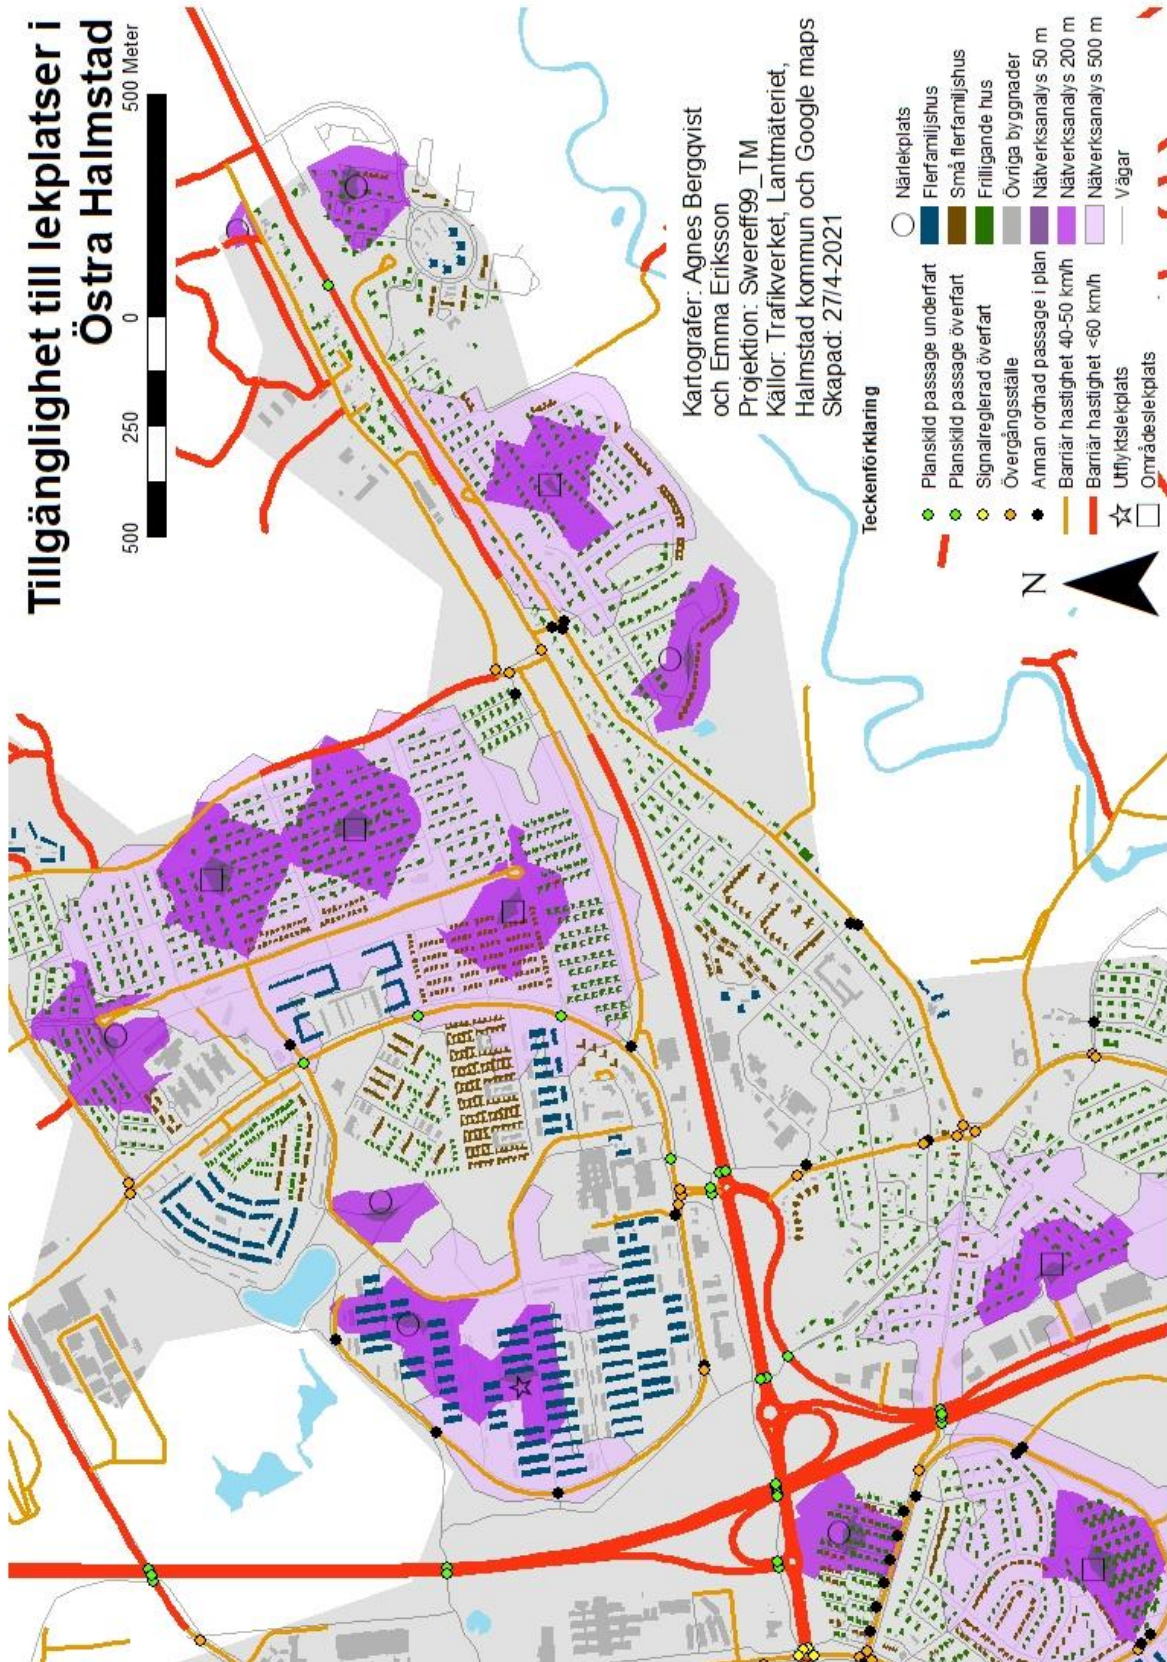 Tillgänglighet till lekplatser i
Östra Halmstad
500 250 0 500 Meter
Kartografer: Agnes Bergqvist
och Emma Eriksson
Projektion: Swereff99_TM
Källor: Trafikverket, Lantmäteriet,
Halmstad kommun och Google maps
Skapad: 27/4-2021
Teckenförklaring
Planskild passage underfart
Planskild passage överfart
Signalreglerad överfart
Övergångsställe
Annan ordnad passage i plan
Barriär hastighet 40-50 km/h
Barriär hastighet <60 km/h
Utflyktslekplats
Områdeslekplats
Närlekplats
Flerfamiljshus
Små flerfamiljshus
Friliggande hus
Övriga byggnader
Nätverksanalys 50 m
Nätverksanalys 200 m
Nätverksanalys 500 m
Vägar
N